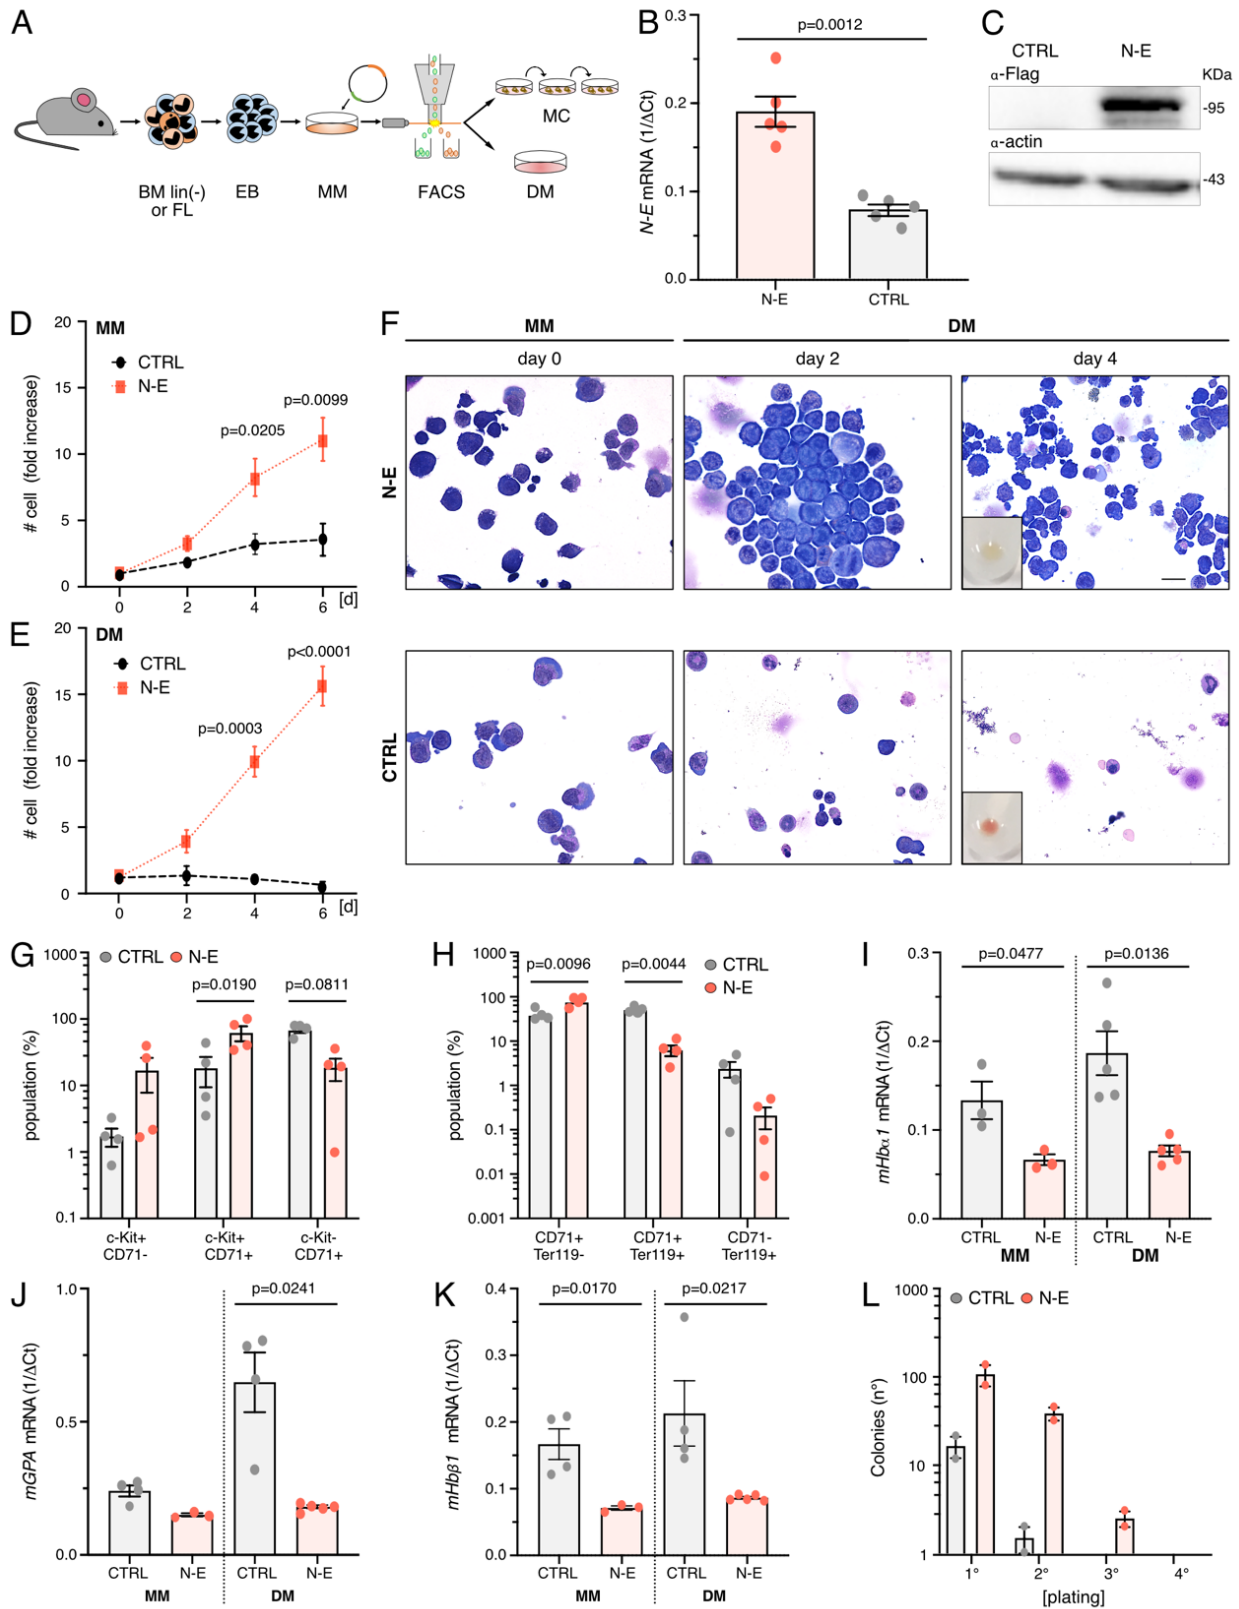 A
BM lin(-)
or FL
EB
MM
FACS
MC
DM
B
N-E mRNA (1/ΔCt)
0.3
0.2
0.1
0.0
p=0.0012
N-E
CTRL
C
CTRL
N-E
α-Flag
KDa
-95
α-actin
-43
D
MM
# cell (fold increase)
20
15
10
5
0
CTRL
N-E
p=0.0205
p=0.0099
0
2
4
6
[d]
E
DM
# cell (fold increase)
20
15
10
5
0
CTRL
N-E
p=0.0003
p<0.0001
0
2
4
6
[d]
F
MM
DM
day 0
day 2
day 4
N-E
CTRL
G
CTRL
N-E
population (%)
1000
100
10
1
0.1
p=0.0190
p=0.0811
c-Kit+
CD71-
c-Kit+
CD71+
c-Kit-
CD71+
H
population (%)
1000
100
10
1
0.1
0.01
0.001
p=0.0096
p=0.0044
CTRL
N-E
CD71+
Ter119-
CD71+
Ter119+
CD71-
Ter119+
I
mHbα1 mRNA (1/ΔCt)
0.3
0.2
0.1
0.0
p=0.0477
p=0.0136
CTRL
N-E
CTRL
N-E
MM
DM
J
mGPA mRNA (1/ΔCt)
1.0
0.5
0.0
p=0.0241
CTRL
N-E
CTRL
N-E
MM
DM
K
mHbβ1 mRNA (1/ΔCt)
0.4
0.3
0.2
0.1
0.0
p=0.0170
p=0.0217
CTRL
N-E
CTRL
N-E
MM
DM
L
CTRL
N-E
Colonies (n°)
1000
100
10
1
1°
2°
3°
4°
[plating]